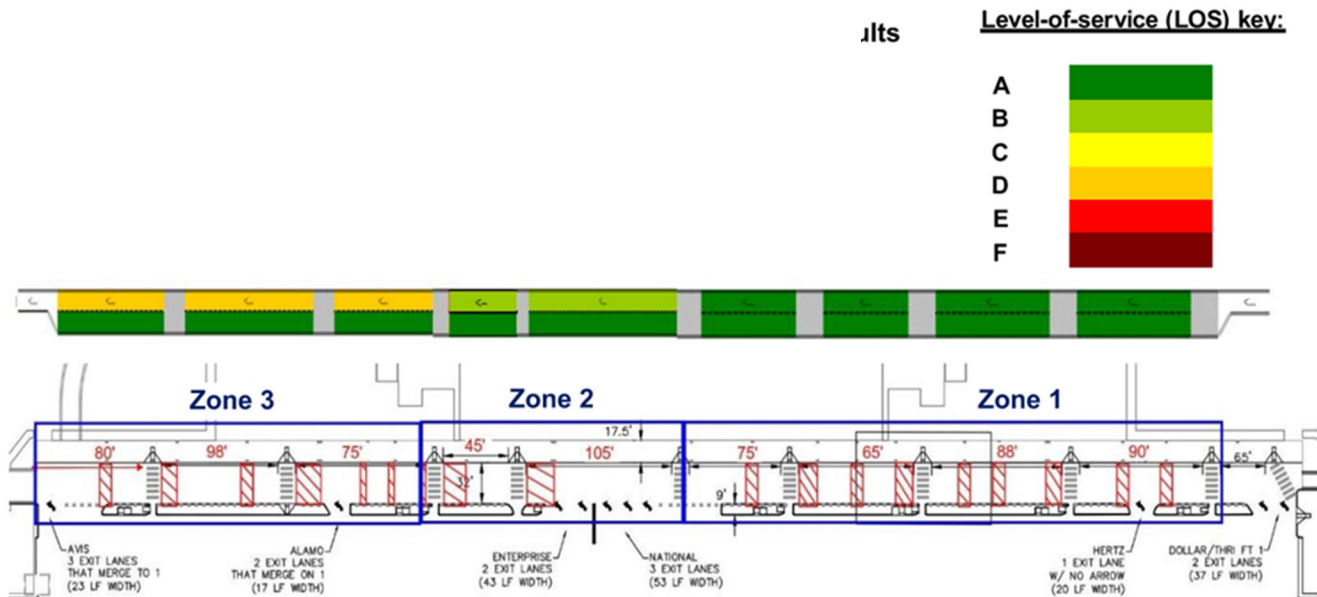 ults
Level-of-service (LOS) key:
A
B
C
D
E
F
Zone 3
Zone 2
Zone 1
80'
98'
75'
45'
105'
17.5'
75'
65'
88'
90'
65'
32'
9'
AVIS
3 EXIT LANES
THAT MERGE TO 1
(23 LF WIDTH)
ALAMO
2 EXIT LANES
THAT MERGE ON 1
(17 LF WIDTH)
ENTERPRISE
2 EXIT LANES
(43 LF WIDTH)
NATIONAL
3 EXIT LANES
(53 LF WIDTH)
HERTZ
1 EXIT LANE
W/ NO ARROW
(20 LF WIDTH)
DOLLAR/THRI FT 1
2 EXIT LANES
(37 LF WIDTH)